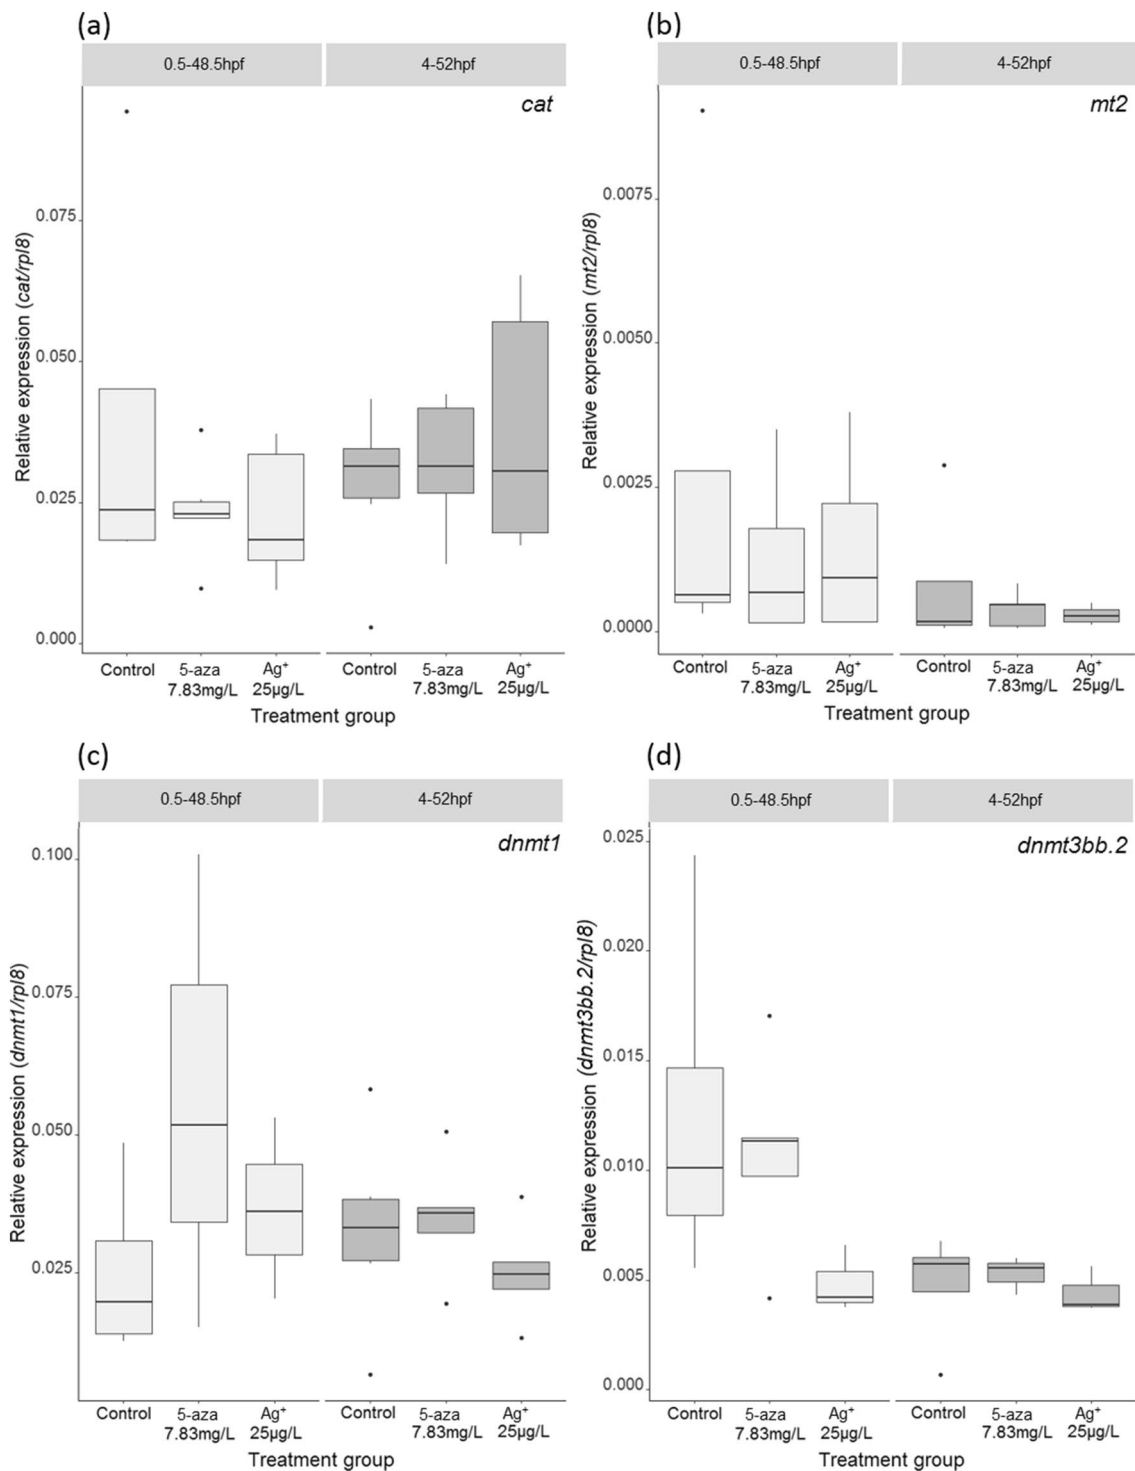 (a)
0.5-48.5hpf 4-52hpf
cat
Relative expression (cat/rpl8)
0.075
0.050
0.025
0.000
Control 5-aza Ag⁺ Control 5-aza Ag⁺
7.83mg/L 25µg/L 7.83mg/L 25µg/L
Treatment group
(b)
0.5-48.5hpf 4-52hpf
mt2
Relative expression (mt2/rpl8)
0.0075
0.0050
0.0025
0.0000
Control 5-aza Ag⁺ Control 5-aza Ag⁺
7.83mg/L 25µg/L 7.83mg/L 25µg/L
Treatment group
(c)
0.5-48.5hpf 4-52hpf
dnmt1
Relative expression (dnmt1/rpl8)
0.100
0.075
0.050
0.025
Control 5-aza Ag⁺ Control 5-aza Ag⁺
7.83mg/L 25µg/L 7.83mg/L 25µg/L
Treatment group
(d)
0.5-48.5hpf 4-52hpf
dnmt3bb.2
Relative expression (dnmt3bb.2/rpl8)
0.025
0.020
0.015
0.010
0.005
0.000
Control 5-aza Ag⁺ Control 5-aza Ag⁺
7.83mg/L 25µg/L 7.83mg/L 25µg/L
Treatment group